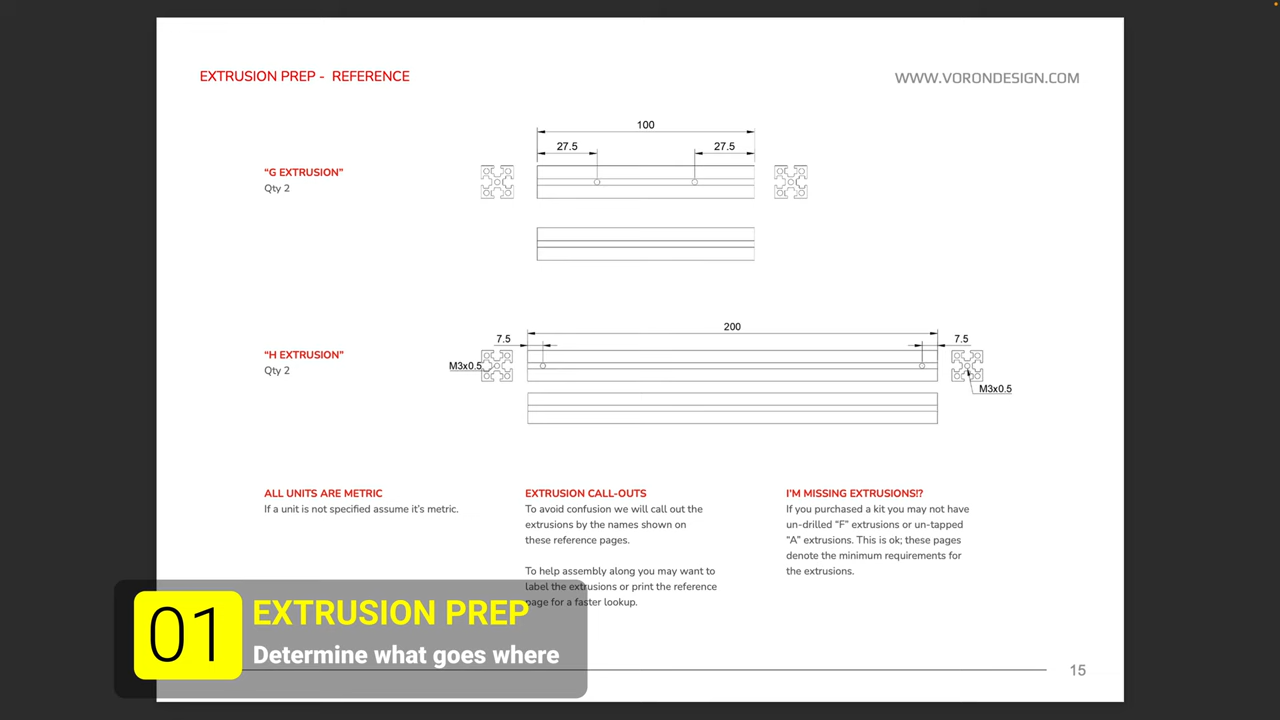 EXTRUSION PREP - REFERENCE
WWW.VORONDESIGN.COM
100
27.5
27.5
“G EXTRUSION”
Qty 2
200
7.5
7.5
“H EXTRUSION”
Qty 2
M3x0.5
M3x0.5
ALL UNITS ARE METRIC
If a unit is not specified assume it’s metric.
EXTRUSION CALL-OUTS
To avoid confusion we will call out the
extrusions by the names shown on
these reference pages.
To help assembly along you may want to
label the extrusions or print the reference
page for a faster lookup.
I’M MISSING EXTRUSIONS!?
If you purchased a kit you may not have
un-drilled “F” extrusions or un-tapped
“A” extrusions. This is ok; these pages
denote the minimum requirements for
the extrusions.
01
EXTRUSION PREP
Determine what goes where
15